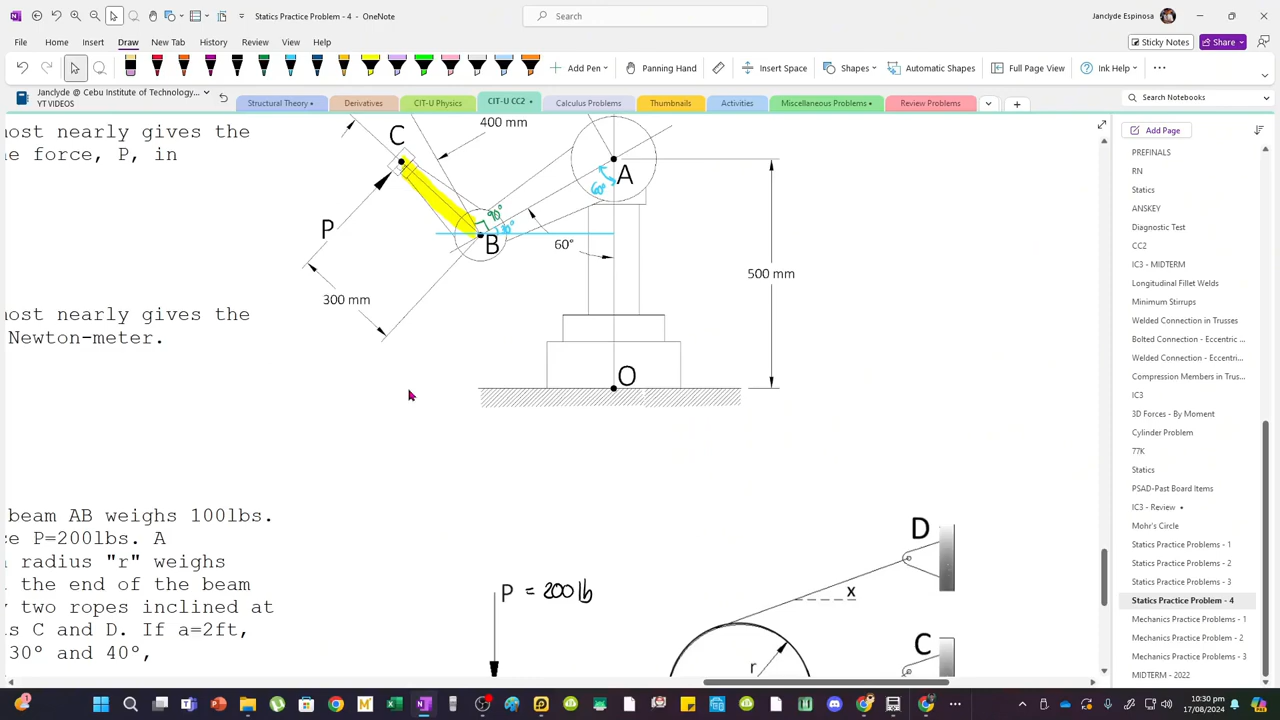 Statics Practice Problem - 4 - OneNote
Search
Janclyde Espinosa
File Home Insert Draw New Tab History Review View Help
Sticky Notes
Share
Add Pen
Panning Hand
Insert Space
Shapes
Automatic Shapes
Full Page View
Ink Help
Janclyde @ Cebu Institute of Technology...
YT VIDEOS
Structural Theory
Derivatives
CIT-U Physics
CIT-U CC2
Calculus Problems
Thumbnails
Activities
Miscellaneous Problems
Review Problems
Search Notebooks
Add Page
PREFINALS
RN
Statics
ANSKEY
Diagnostic Test
CC2
IC3 - MIDTERM
Longitudinal Fillet Welds
Minimum Stirrups
Welded Connection in Trusses
Bolted Connection - Eccentric ...
Welded Connection - Eccentric...
Compression Members in Trus...
IC3
3D Forces - By Moment
Cylinder Problem
77K
Statics
PSAD-Past Board Items
IC3 - Review
Mohr's Circle
Statics Practice Problems - 1
Statics Practice Problems - 2
Statics Practice Problems - 3
Statics Practice Problem - 4
Mechanics Practice Problems - 1
Mechanics Practice Problem - 2
Mechanics Practice Problem - 3
MIDTERM - 2022
nost nearly gives the
ne force, P, in
nost nearly gives the
Newton-meter.
C
400 mm
A
60°
90°
30°
B
60°
P
300 mm
500 mm
O
beam AB weighs 100lbs.
ce P=200lbs. A
radius "r" weighs
the end of the beam
y two ropes inclined at
s C and D. If a=2ft,
30° and 40°,
P = 200 lb
D
x
C
r
10:30 pm
17/08/2024